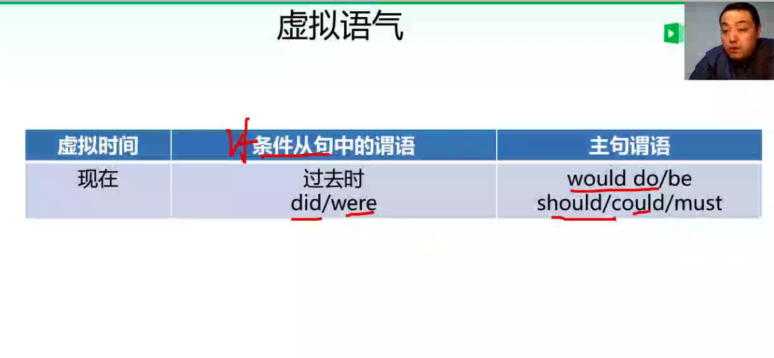 虚拟语气
虚拟时间
if 条件从句中的谓语
主句谓语
现在
过去时
did/were
would do/be
should/could/must